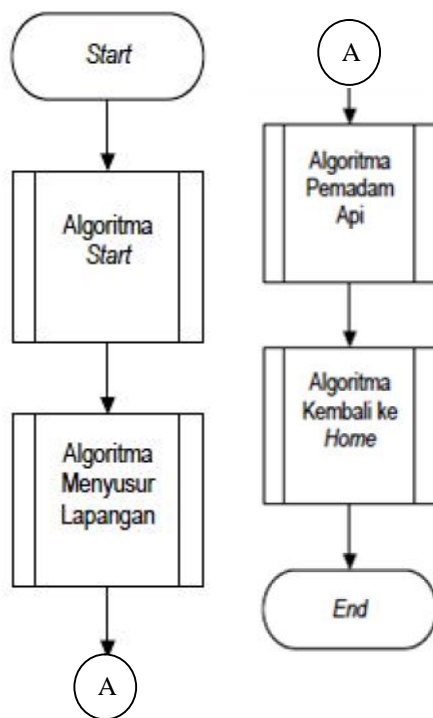 Start
Algoritma
Start
Algoritma
Menyusur
Lapangan
A
A
Algoritma
Pemadam
Api
Algoritma
Kembali ke
Home
End